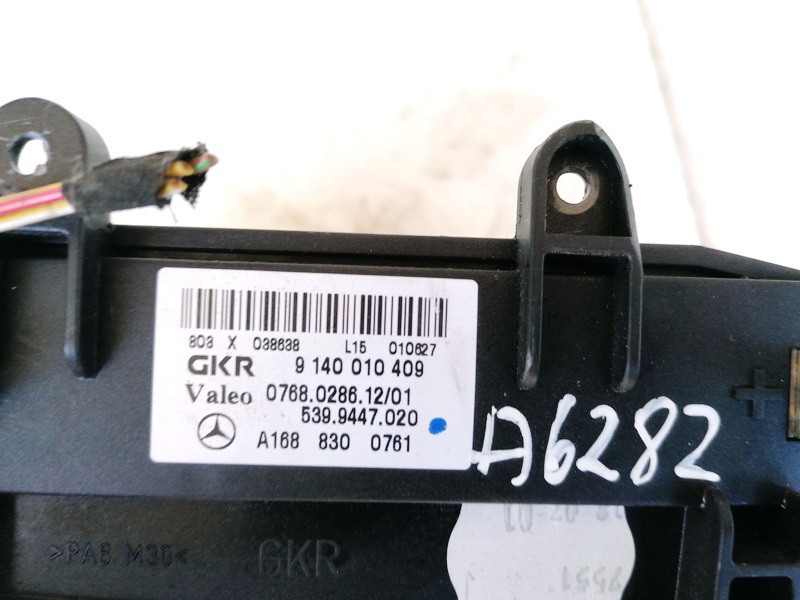 803 X 038638 L15 010627
GKR 9 140 010 409
Valeo 0768.0286.12/01
539.9447.020
A168 830 0761
A6282
+
>PA6 M30< GKR
7551